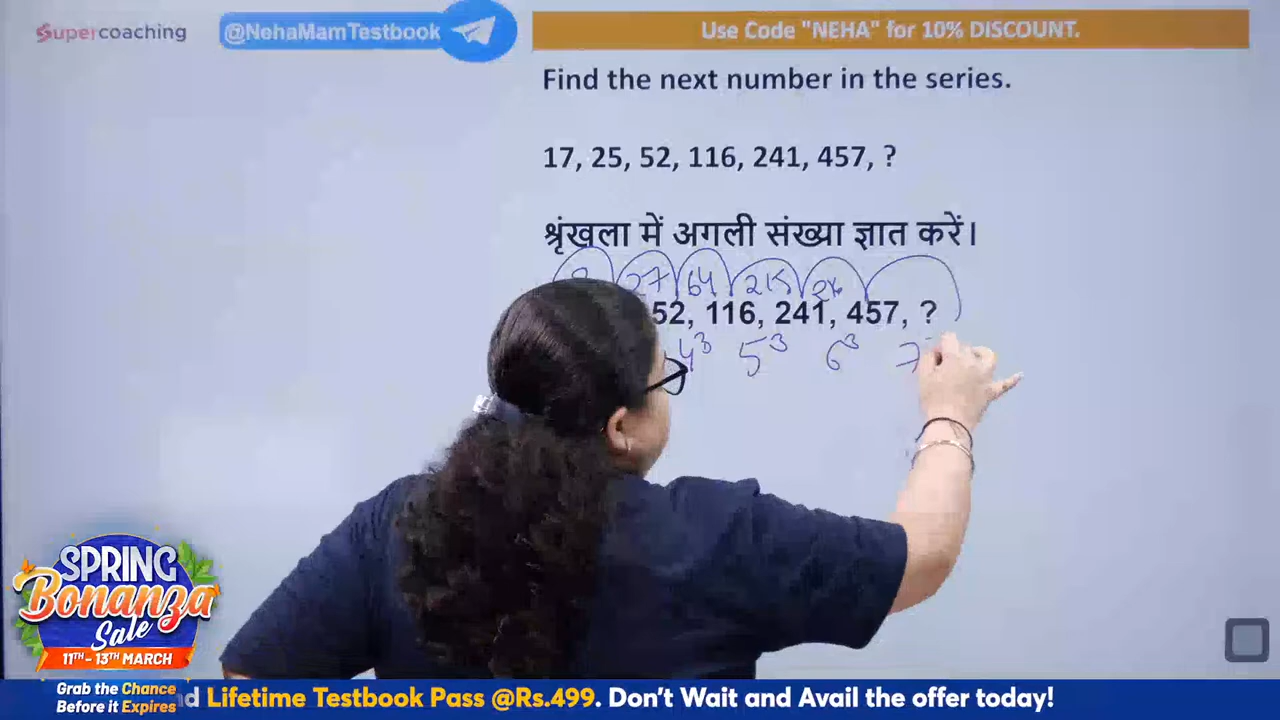 Supercoaching
@NehaMamTestbook
Use Code "NEHA" for 10% DISCOUNT.
Find the next number in the series.
17, 25, 52, 116, 241, 457, ?
श्रृंखला में अगली संख्या ज्ञात करें।
27 64 215 216
52, 116, 241, 457, ?
4³ 5³ 6³ 7
SPRING
Bonanza
Sale
11TH - 13TH MARCH
Grab the Chance
Before it Expires
d Lifetime Testbook Pass @Rs.499. Don't Wait and Avail the offer today!